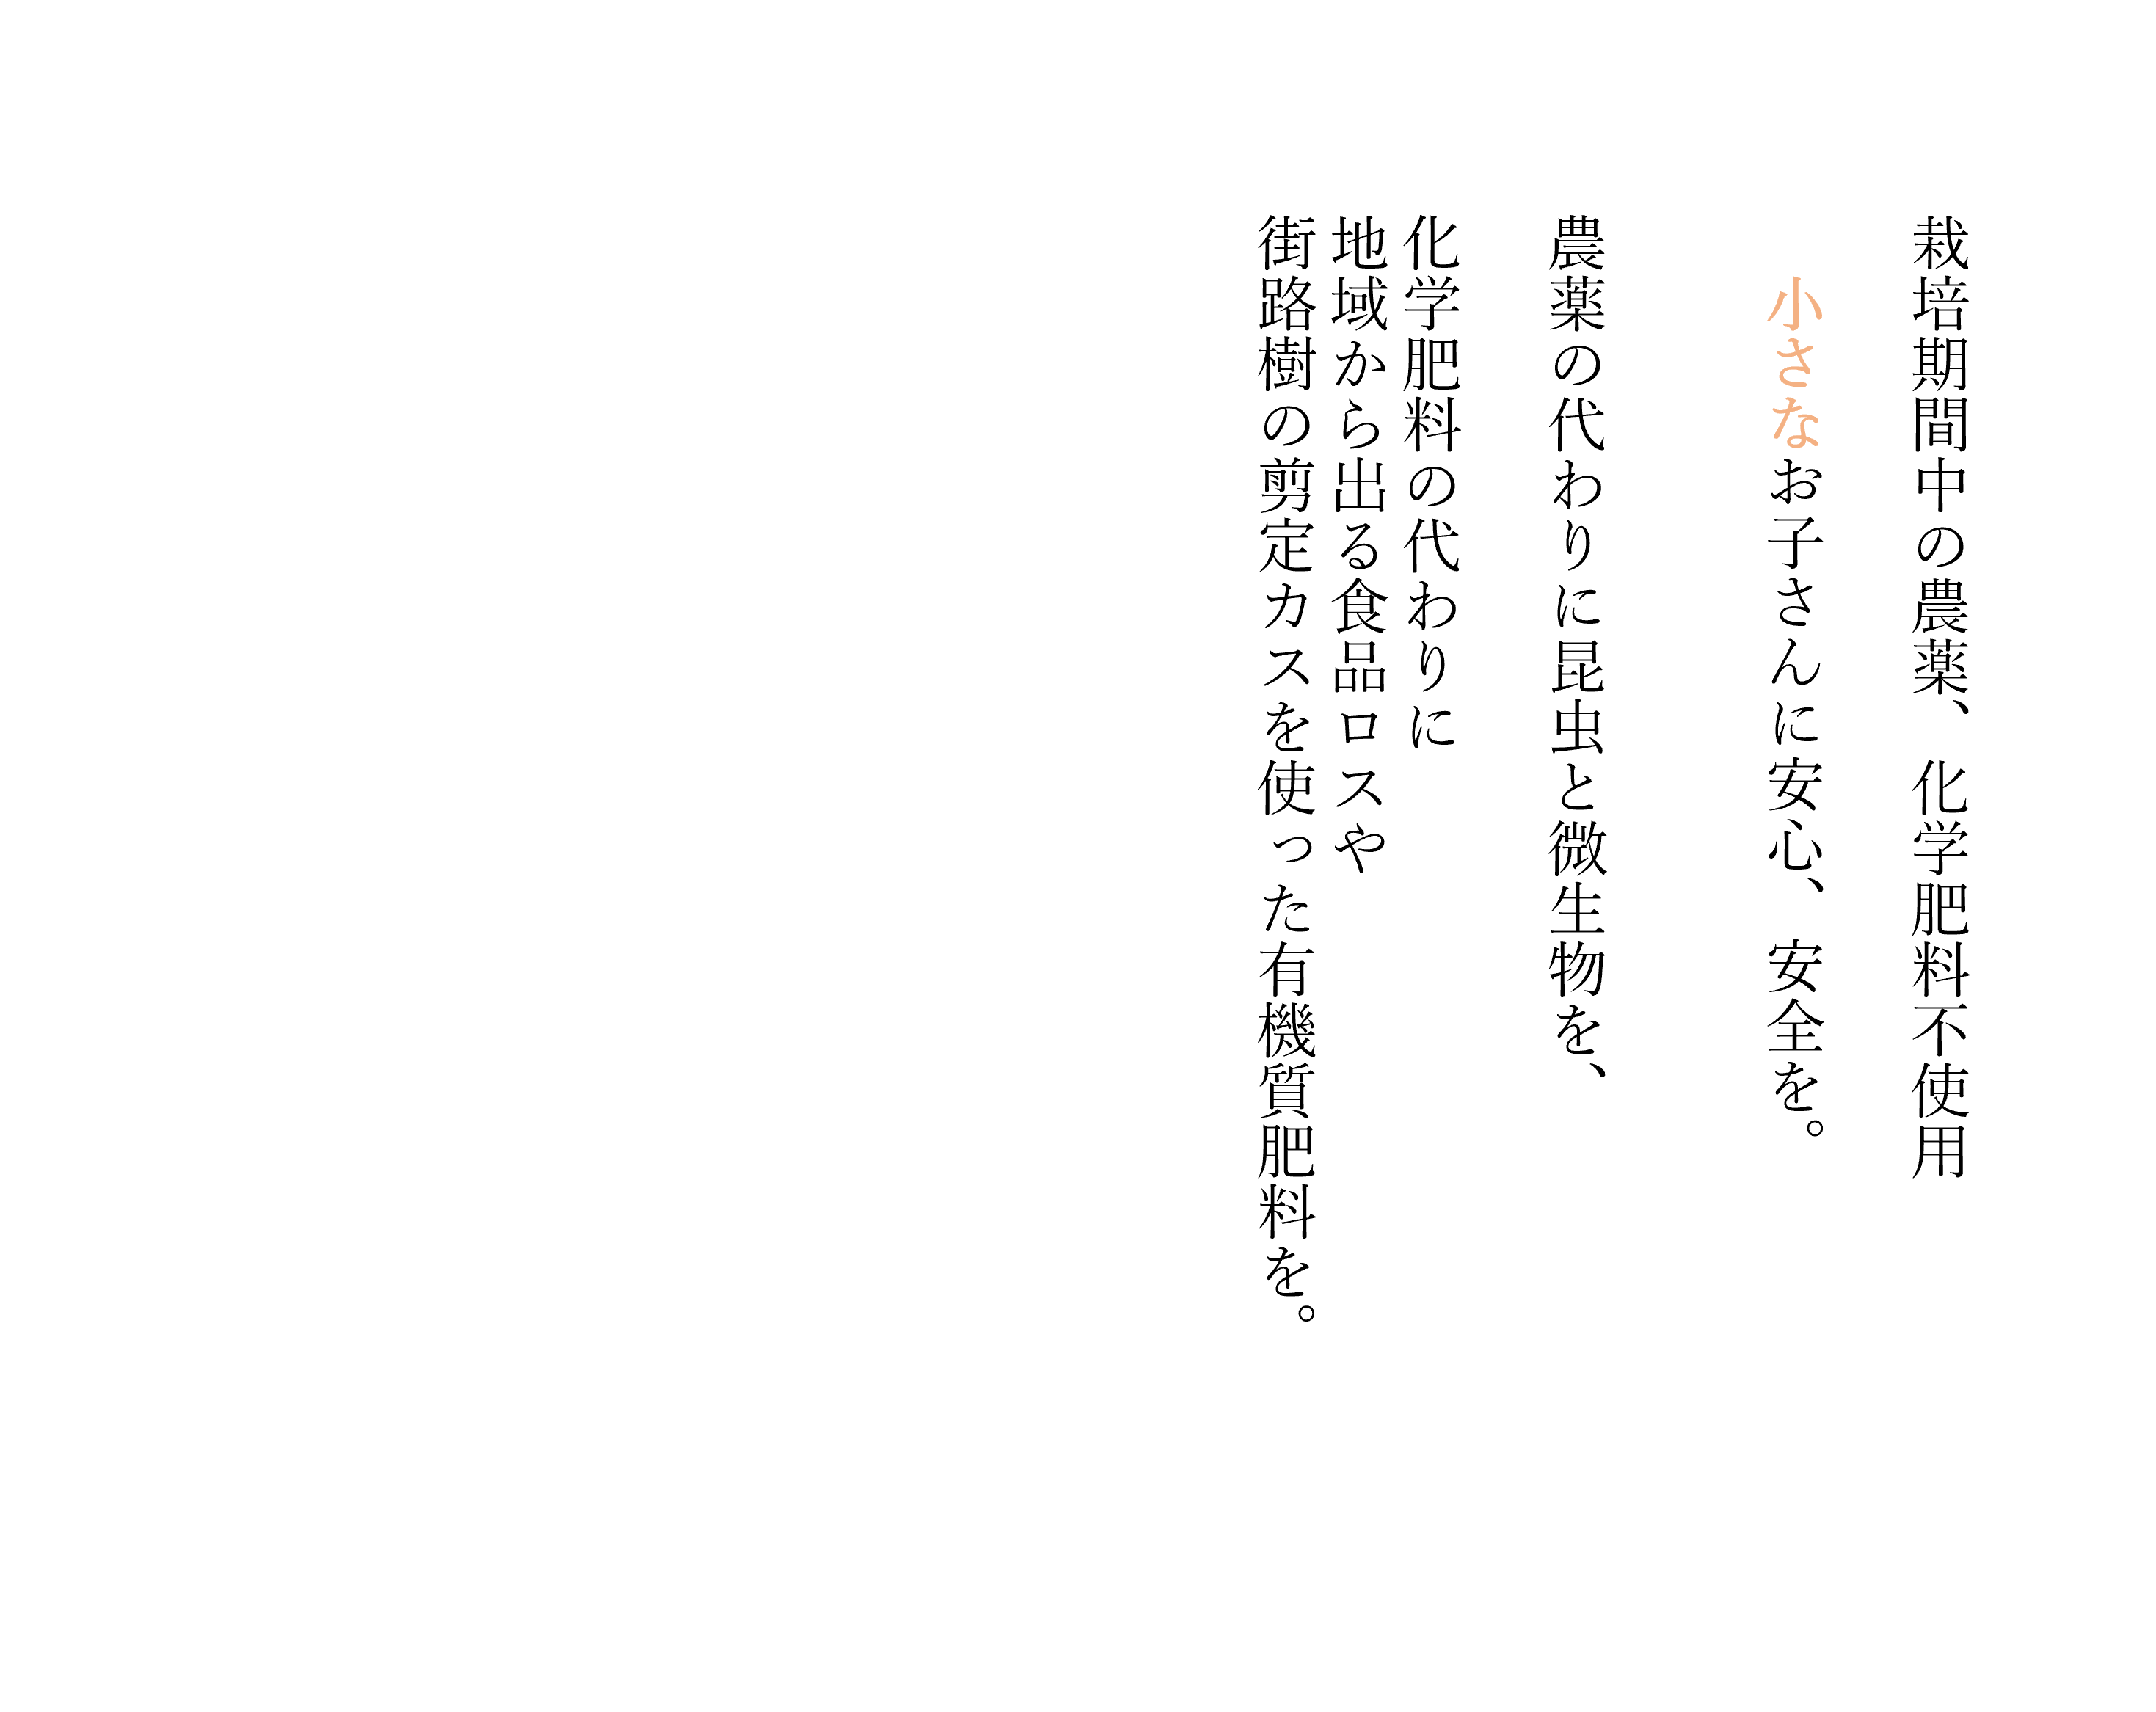 栽培期間中の農薬、化学肥料不使用
小さなお子さんに安心、安全を。
農薬の代わりに昆虫と微生物を、
化学肥料の代わりに
地域から出る食品ロスや
街路樹の剪定カスを使った有機質肥料を。